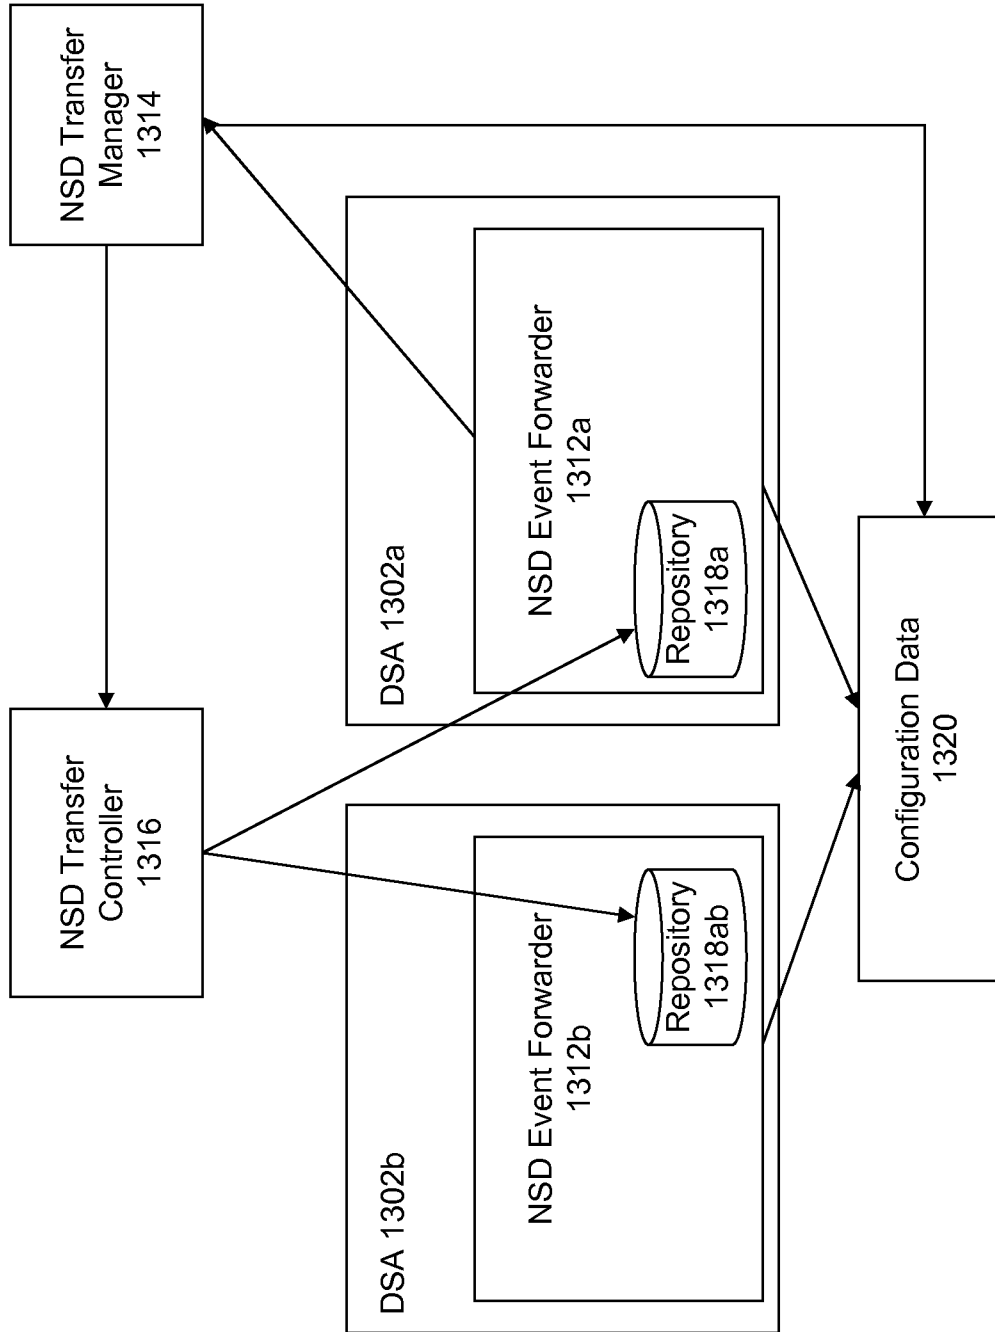 NSD Transfer
Controller
1316
NSD Transfer
Manager
1314
DSA 1302b
NSD Event Forwarder
1312b
Repository
1318ab
DSA 1302a
NSD Event Forwarder
1312a
Repository
1318a
Configuration Data
1320